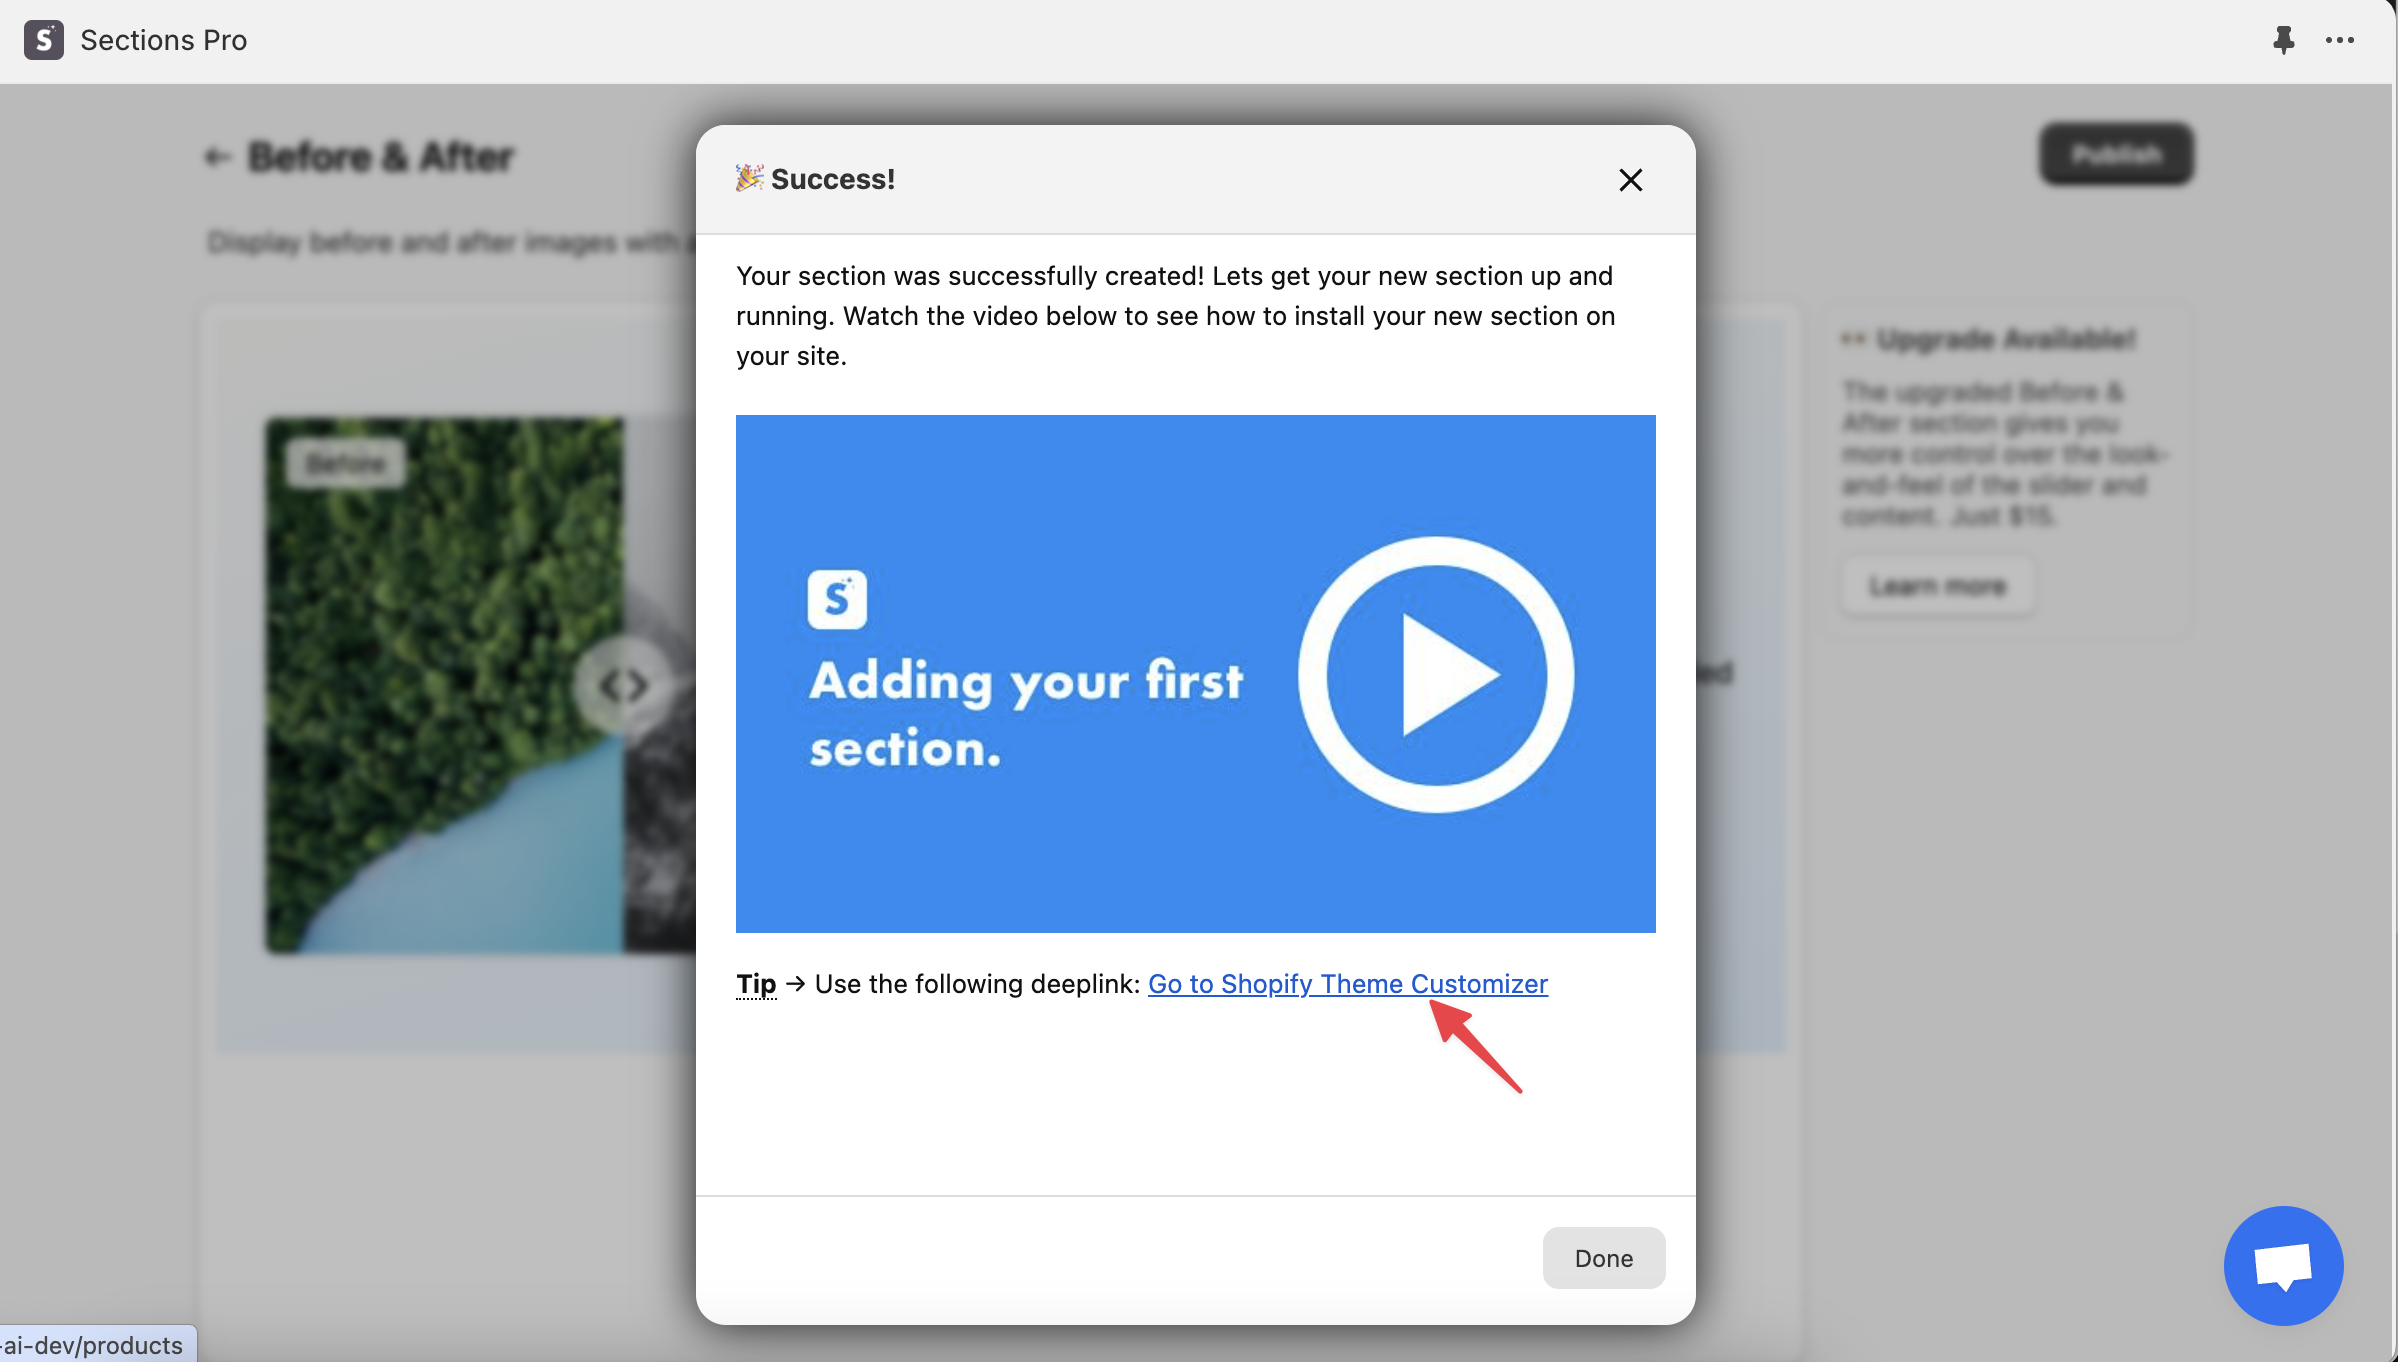 Sections Pro
← Before & After
Publish
Display before and after images with
🎉 Success!
Your section was successfully created! Lets get your new section up and
running. Watch the video below to see how to install your new section on
your site.
Before
S
Adding your first
section.
Tip → Use the following deeplink: Go to Shopify Theme Customizer
Done
Upgrade Available!
The upgraded Before &
After section gives you
more control over the look-
and-feel of the slider and
content. Just $15.
Learn more
-ai-dev/products